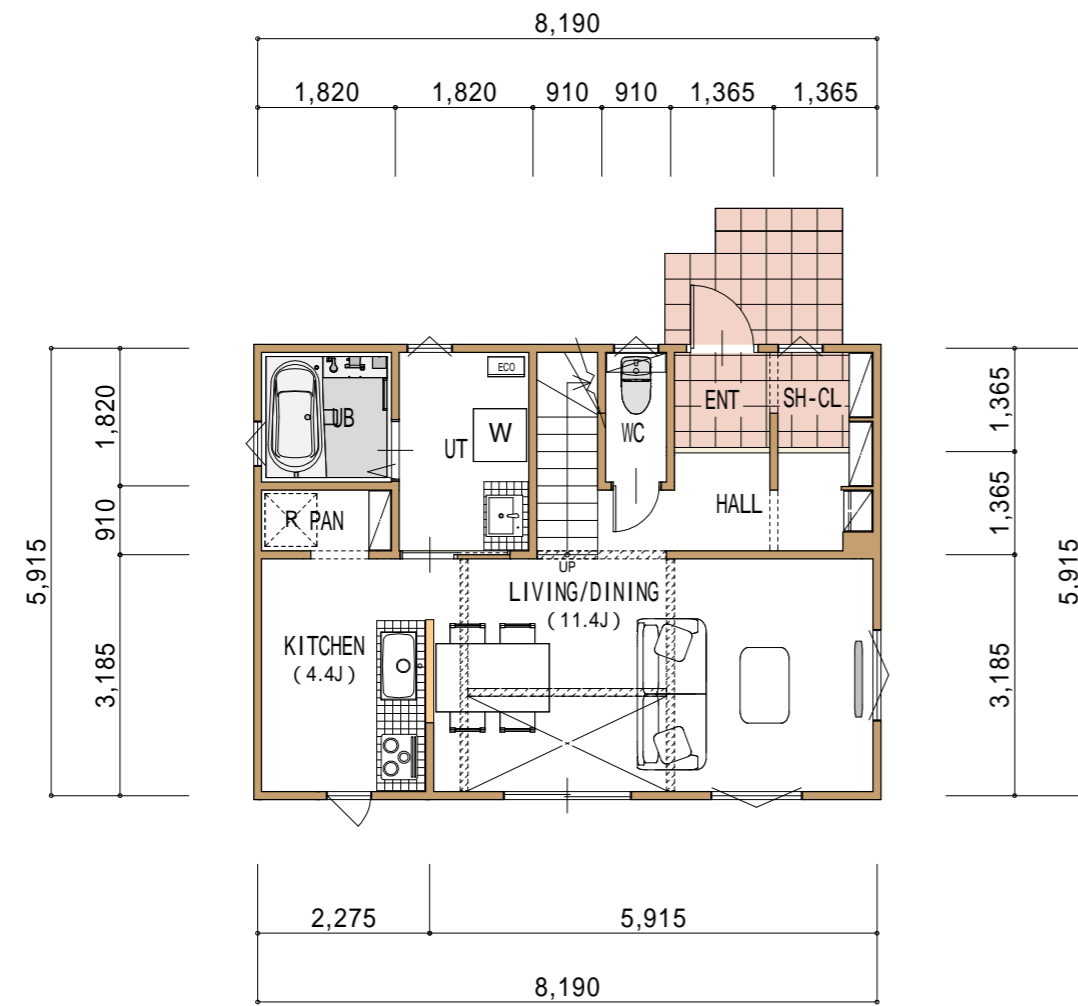 8,190
1,820 1,820 910 910 1,365 1,365
ECO
UB
UT
W
WC
ENT
SH-CL
R PAN
HALL
UP
LIVING/DINING
(11.4J)
KITCHEN
(4.4J)
5,915
1,820
910
3,185
1,365
1,365
3,185
5,915
2,275 5,915
8,190